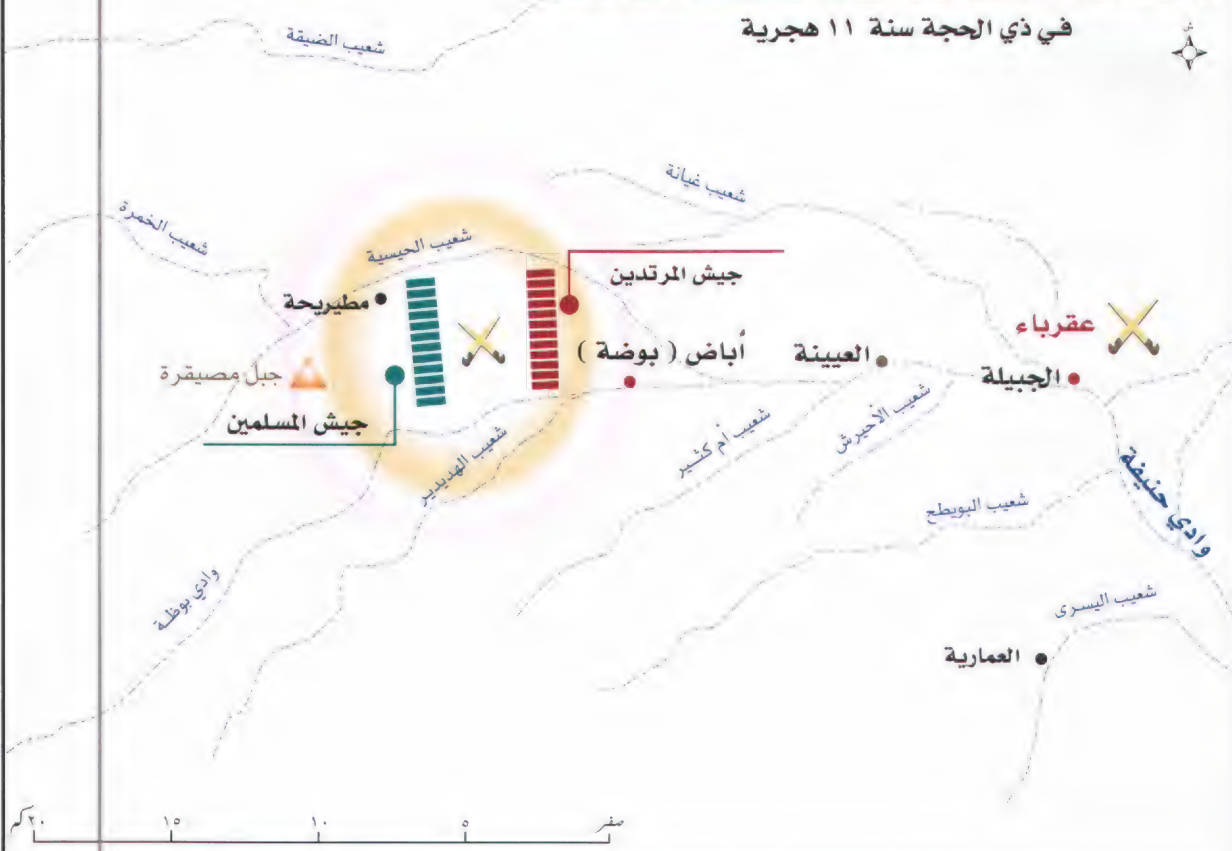 في ذي الحجة سنة ١١ هجرية
ش
شعيب الضيقة
شعيب غيانة
شعيب الخمرة
شعيب الحيسية
جيش المرتدين
مطيريحة
عقرباء
أباض ( بوضة )
العيينة
الجبيلة
جبل مصيقرة
جيش المسلمين
شعيب الأحيرش
شعيب أم كثير
شعيب الهديدير
وادي حنيفة
شعيب البويطح
وادي بوظة
شعيب اليسرى
العمارية
صفر ٥ ١٠ ١٥ ٢٠كم